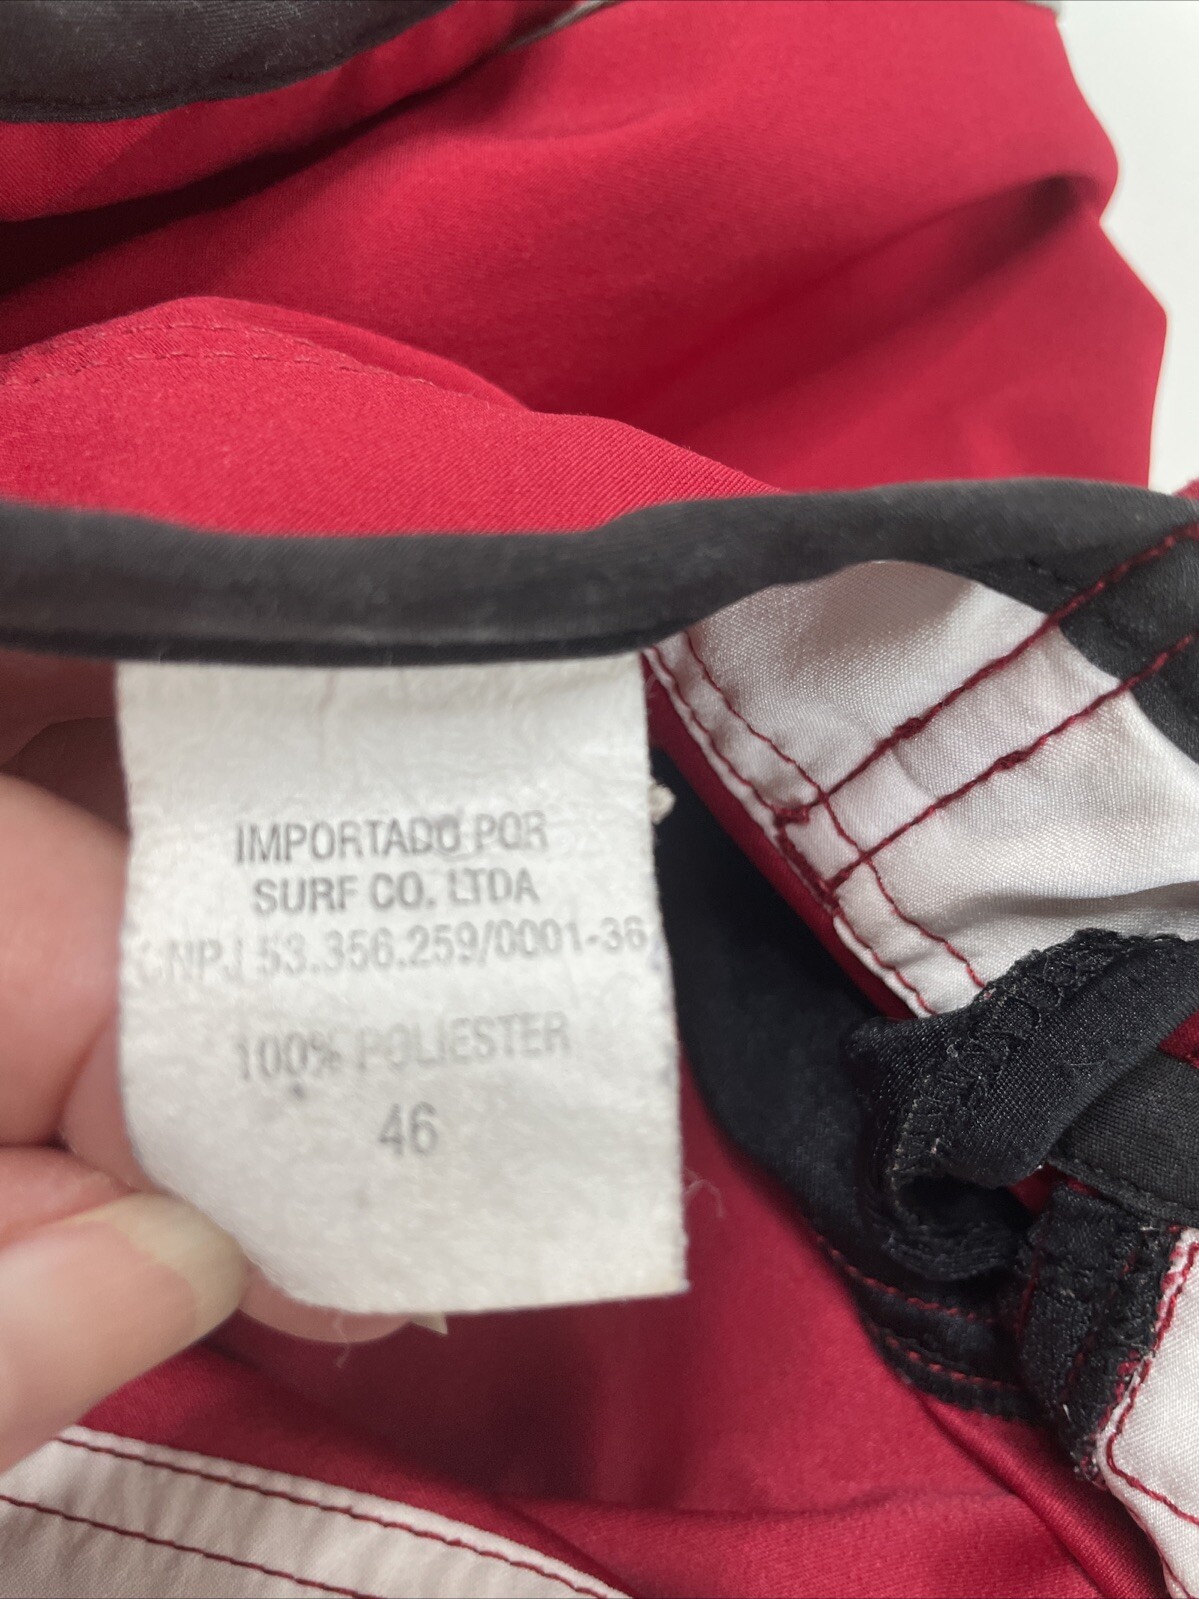 IMPORTADO POR
SURF CO. LTDA
CNPJ 53.356.259/0001-36
100% POLIESTER
46